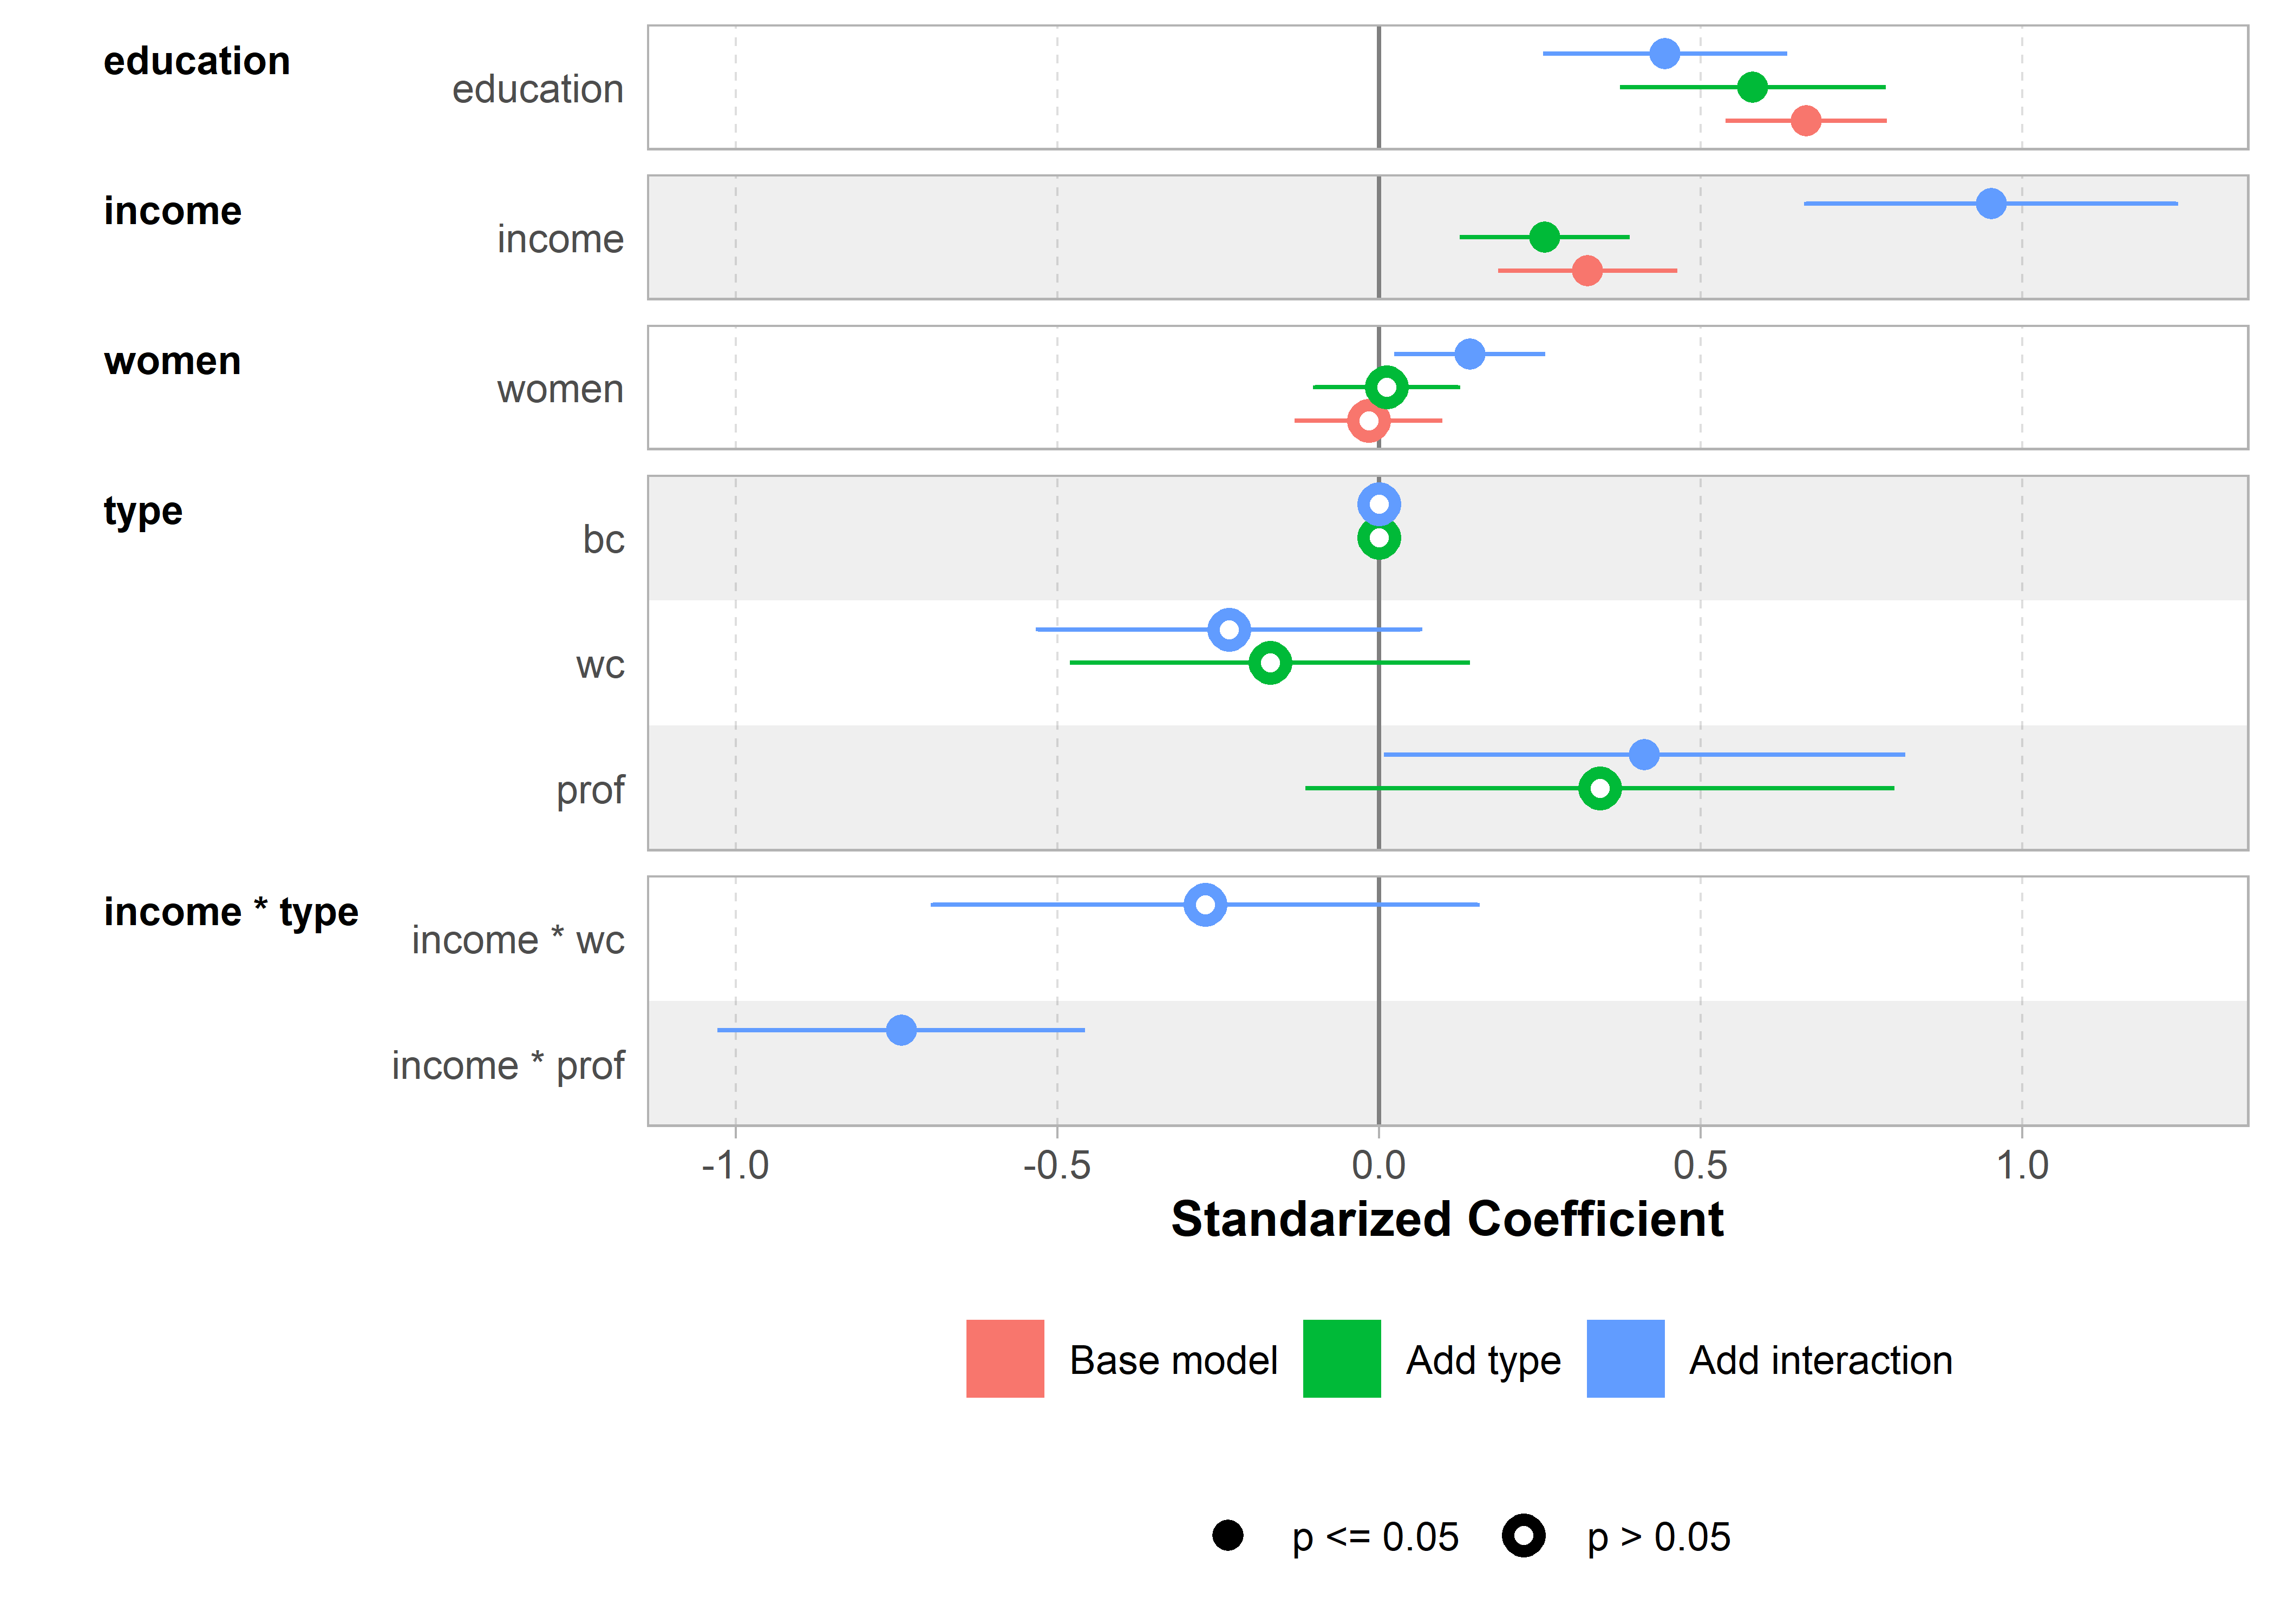 education
education
income
income
women
women
type
bc
wc
prof
income * type
income * wc
income * prof
-1.0 -0.5 0.0 0.5 1.0
Standarized Coefficient
Base model Add type Add interaction
p <= 0.05 p > 0.05